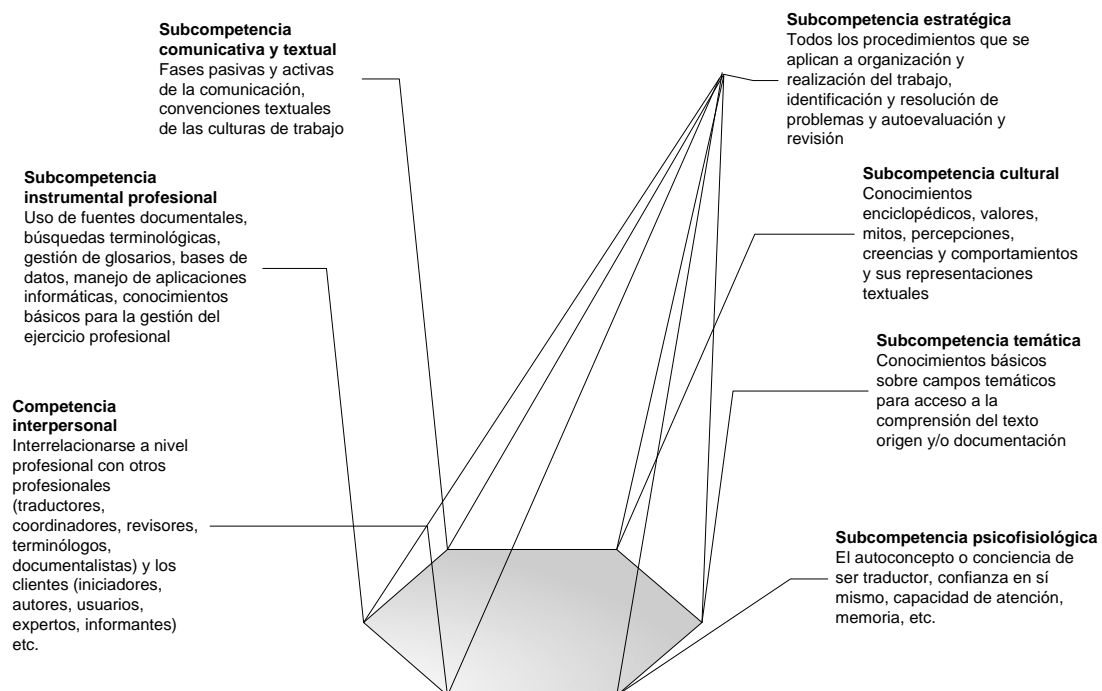 Subcompetencia
comunicativa y textual
Fases pasivas y activas
de la comunicación,
convenciones textuales
de las culturas de trabajo
Subcompetencia
instrumental profesional
Uso de fuentes documentales,
búsquedas terminológicas,
gestión de glosarios, bases de
datos, manejo de aplicaciones
informáticas, conocimientos
básicos para la gestión del
ejercicio profesional
Competencia
interpersonal
Interrelacionarse a nivel
profesional con otros
profesionales
(traductores,
coordinadores, revisores,
terminólogos,
documentalistas) y los
clientes (iniciadores,
autores, usuarios,
expertos, informantes)
etc.
Subcompetencia estratégica
Todos los procedimientos que se
aplican a organización y
realización del trabajo,
identificación y resolución de
problemas y autoevaluación y
revisión
Subcompetencia cultural
Conocimientos
enciclopédicos, valores,
mitos, percepciones,
creencias y comportamientos
y sus representaciones
textuales
Subcompetencia temática
Conocimientos básicos
sobre campos temáticos
para acceso a la
comprensión del texto
origen y/o documentación
Subcompetencia psicofisiológica
El autoconcepto o conciencia de
ser traductor, confianza en sí
mismo, capacidad de atención,
memoria, etc.